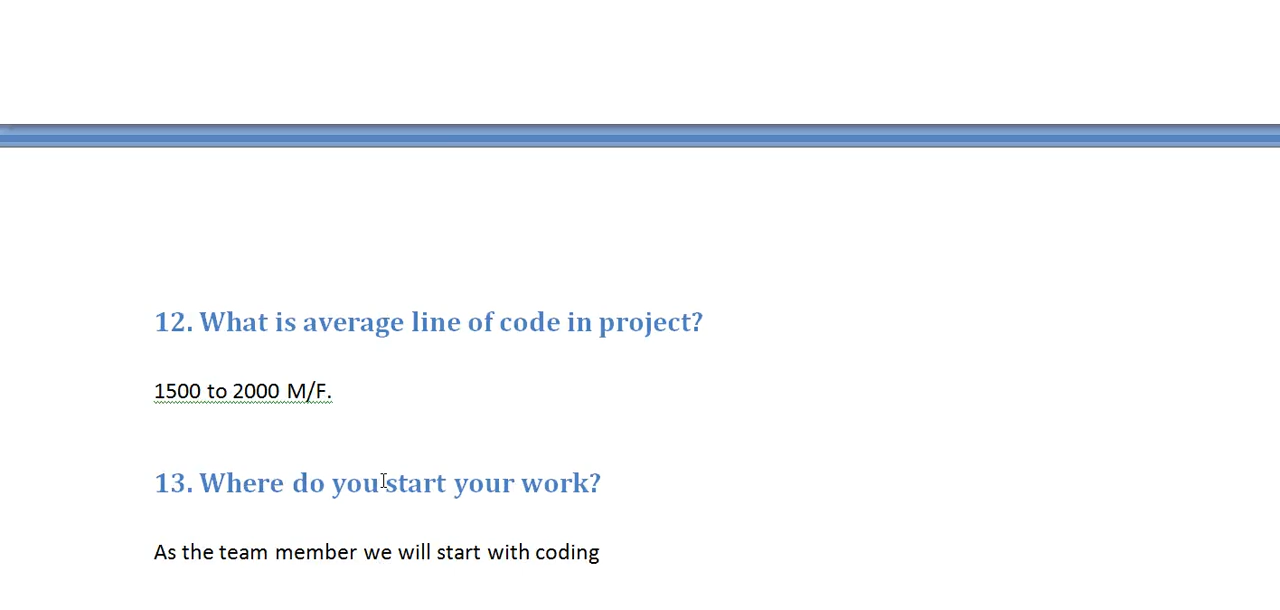 12. What is average line of code in project?
1500 to 2000 M/F.
13. Where do you start your work?
As the team member we will start with coding